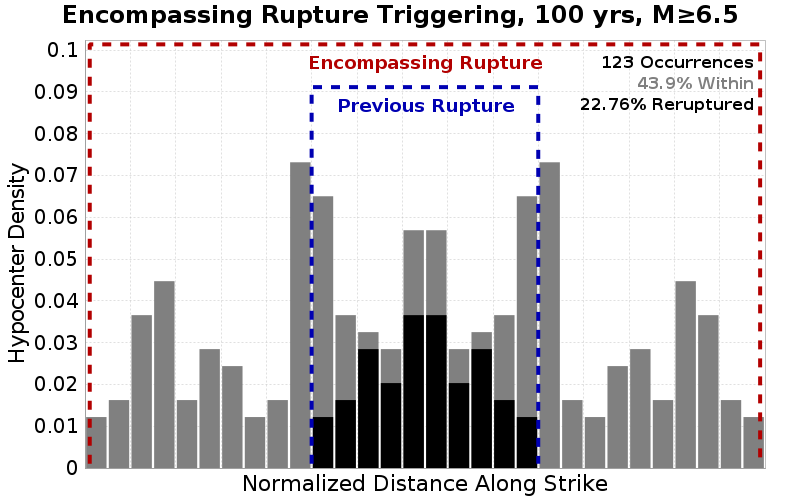 Encompassing Rupture Triggering, 100 yrs, M≥6.5
Encompassing Rupture
Previous Rupture
123 Occurrences
43.9% Within
22.76% Reruptured
Hypocenter Density
0.1
0.09
0.08
0.07
0.06
0.05
0.04
0.03
0.02
0.01
0
Normalized Distance Along Strike